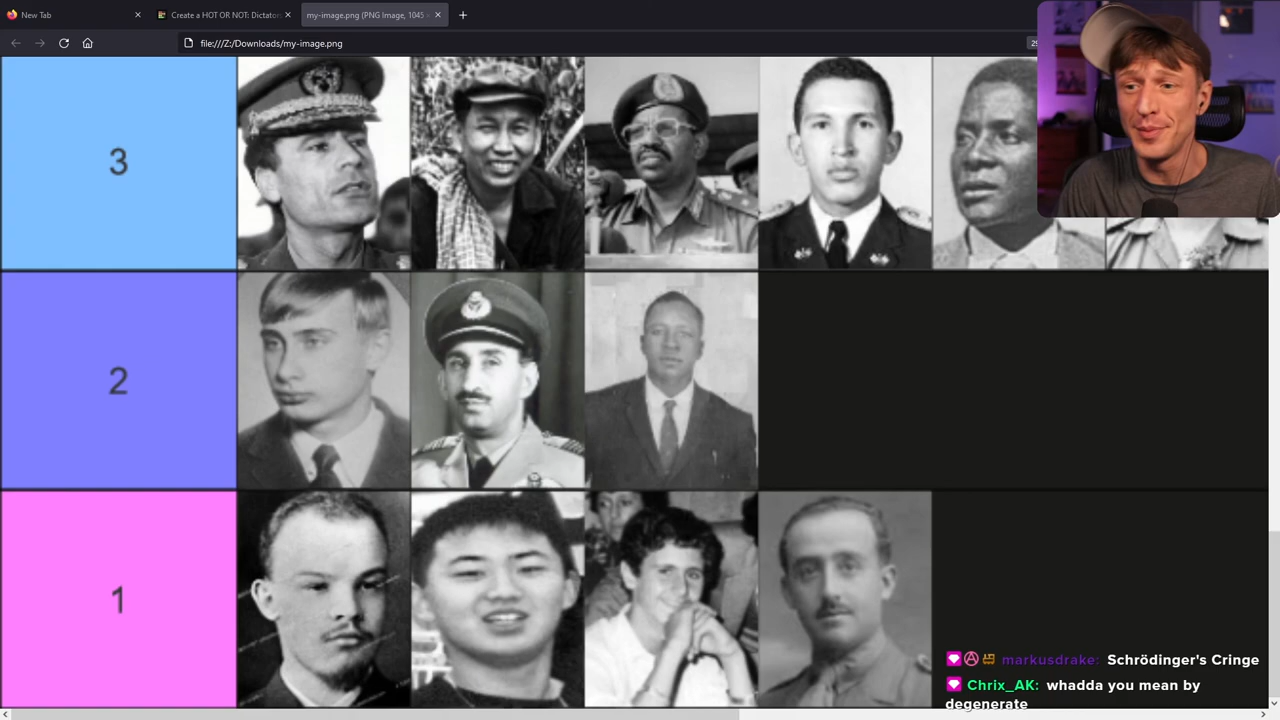 New Tab
Create a HOT OR NOT: Dictator
my-image.png (PNG Image, 1045
file:///Z:/Downloads/my-image.png
3
2
1
markusdrake: Schrödinger's Cringe
Chrix_AK: whadda you mean by
degenerate